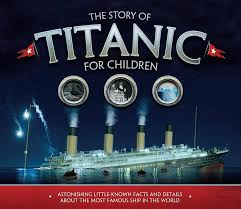 THE STORY OF
TITANIC
FOR CHILDREN
ASTONISHING LITTLE-KNOWN FACTS AND DETAILS
ABOUT THE MOST FAMOUS SHIP IN THE WORLD